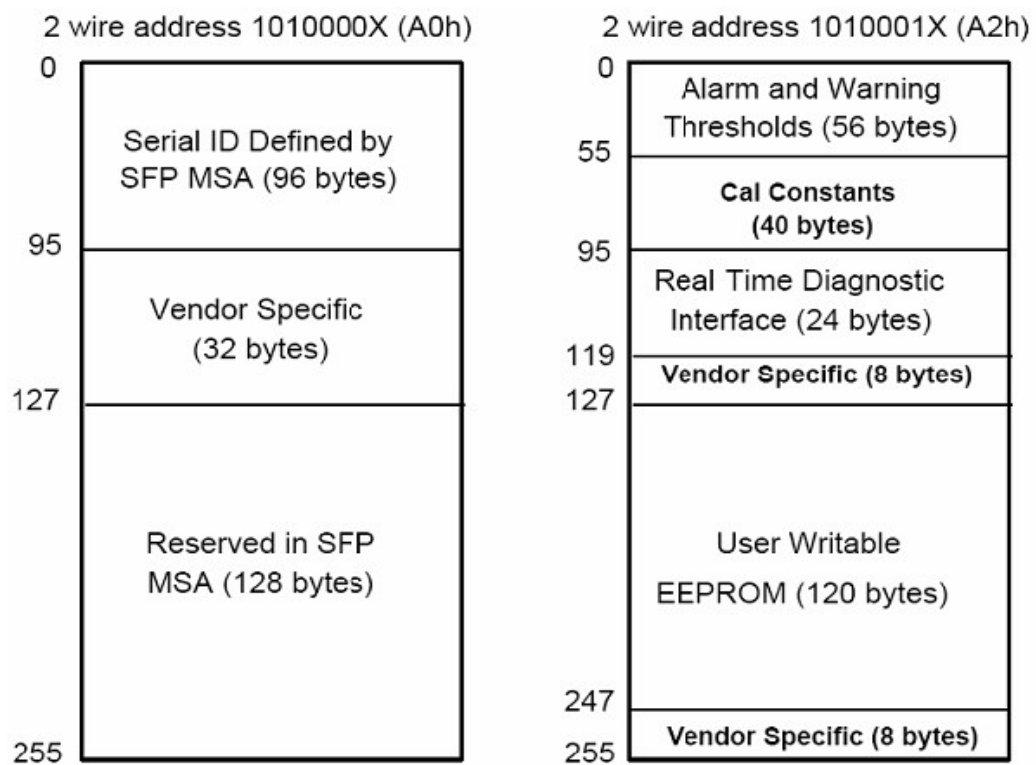 2 wire address 1010000X (A0h)
0
Serial ID Defined by
SFP MSA (96 bytes)
95
Vendor Specific
(32 bytes)
127
Reserved in SFP
MSA (128 bytes)
255
2 wire address 1010001X (A2h)
0
Alarm and Warning
Thresholds (56 bytes)
55
Cal Constants
(40 bytes)
95
Real Time Diagnostic
Interface (24 bytes)
119
Vendor Specific (8 bytes)
127
User Writable
EEPROM (120 bytes)
247
Vendor Specific (8 bytes)
255